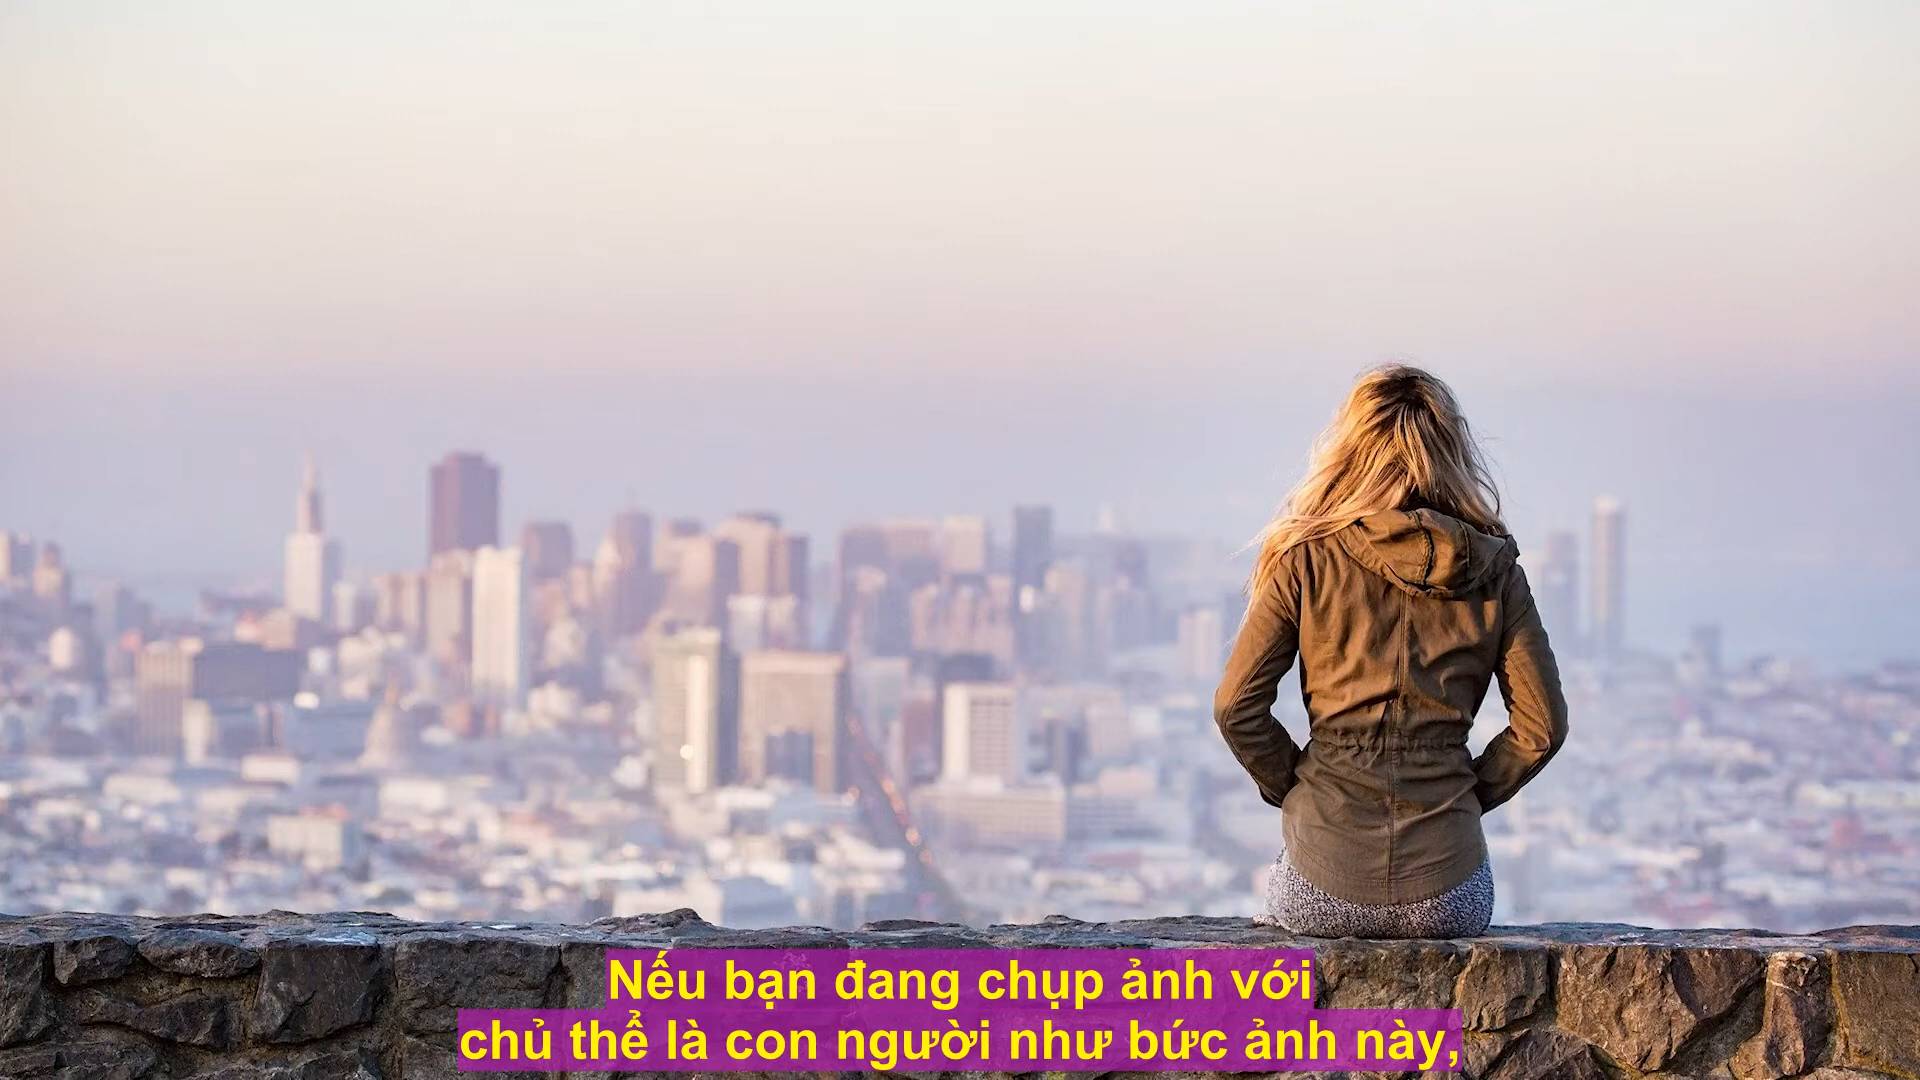 Nếu bạn đang chụp ảnh với
chủ thể là con người như bức ảnh này,